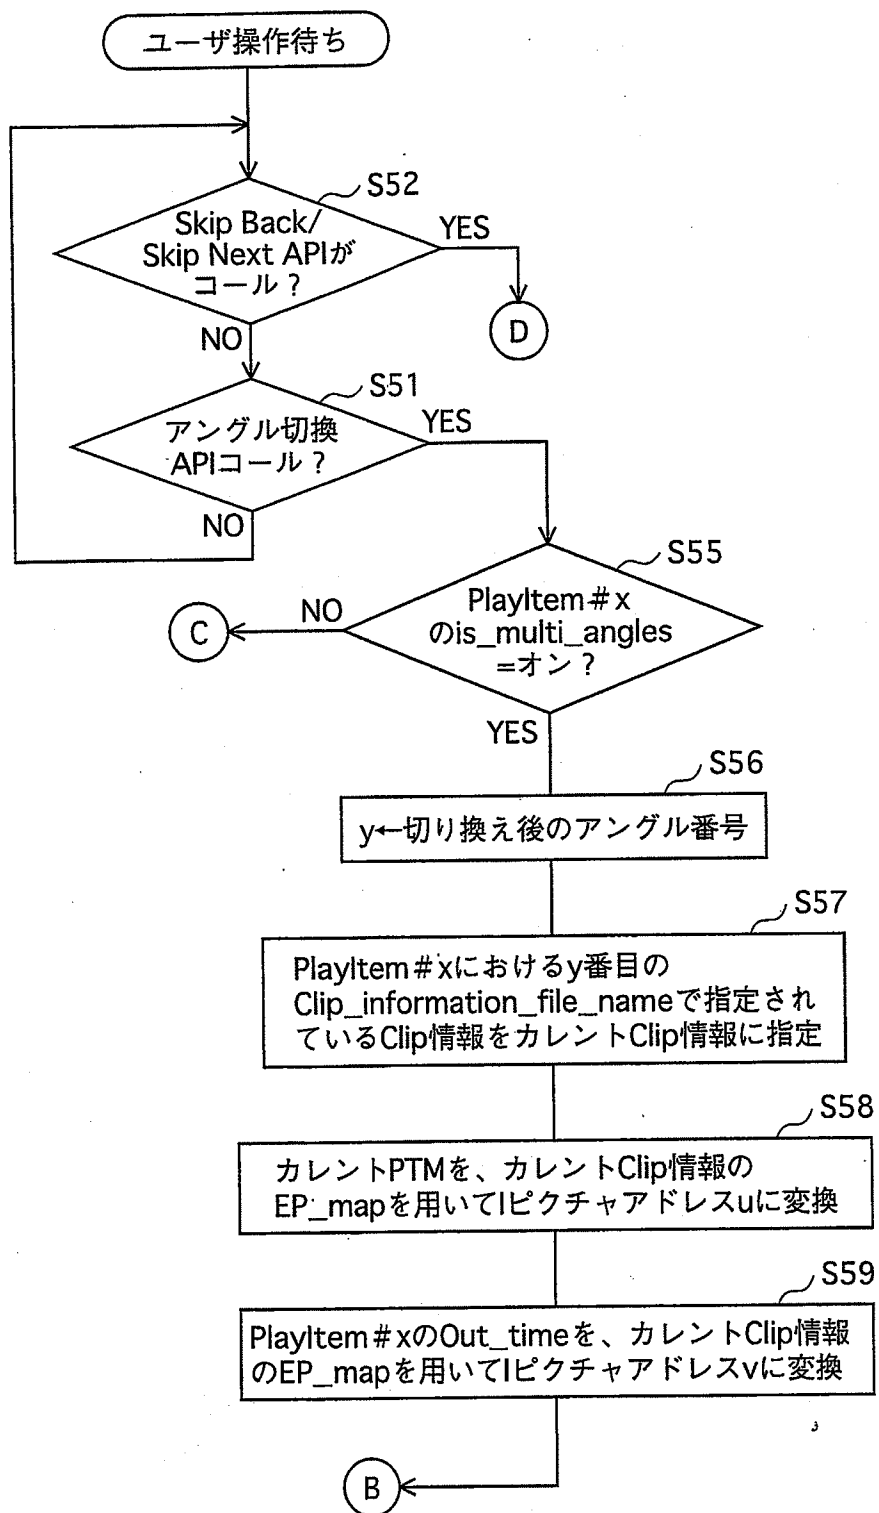 ユーザ操作待ち
S52
Skip Back/
Skip Next APIが
コール？
YES
D
NO
S51
アングル切換
APIコール？
YES
NO
S55
PlayItem＃x
のis_multi_angles
=オン？
NO
C
YES
S56
y←切り換え後のアングル番号
S57
PlayItem＃xにおけるy番目の
Clip_information_file_nameで指定され
ているClip情報をカレントClip情報に指定
S58
カレントPTMを、カレントClip情報の
EP_mapを用いてIピクチャアドレスuに変換
S59
PlayItem＃xのOut_timeを、カレントClip情報
のEP_mapを用いてIピクチャアドレスvに変換
B